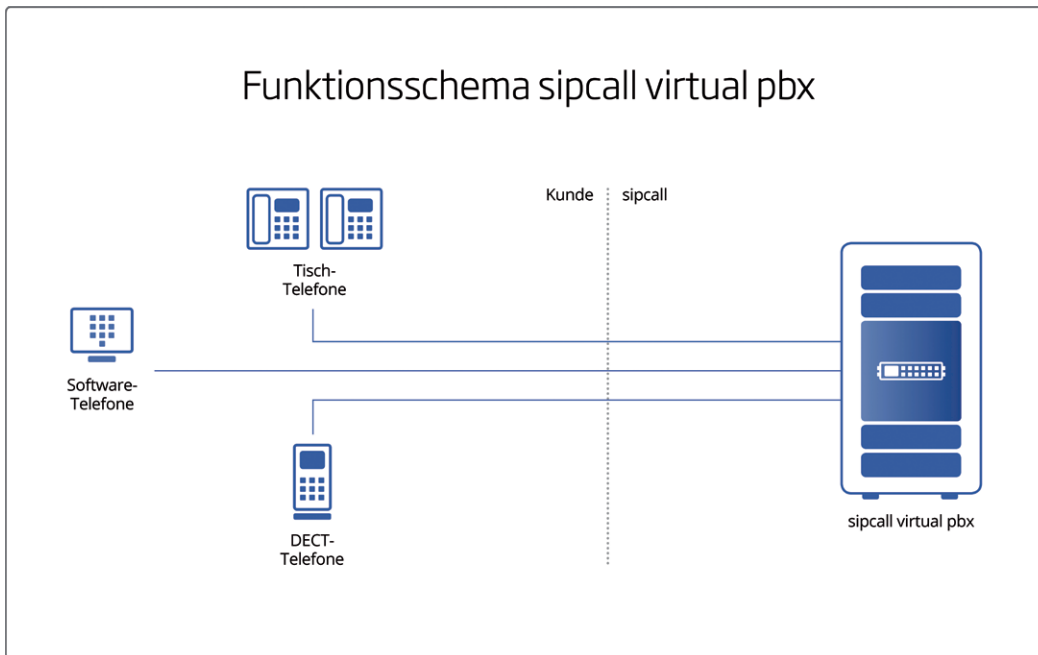 Funktionsschema sipcall virtual pbx
Kunde
sipcall
Tisch-
Telefone
Software-
Telefone
DECT-
Telefone
sipcall virtual pbx